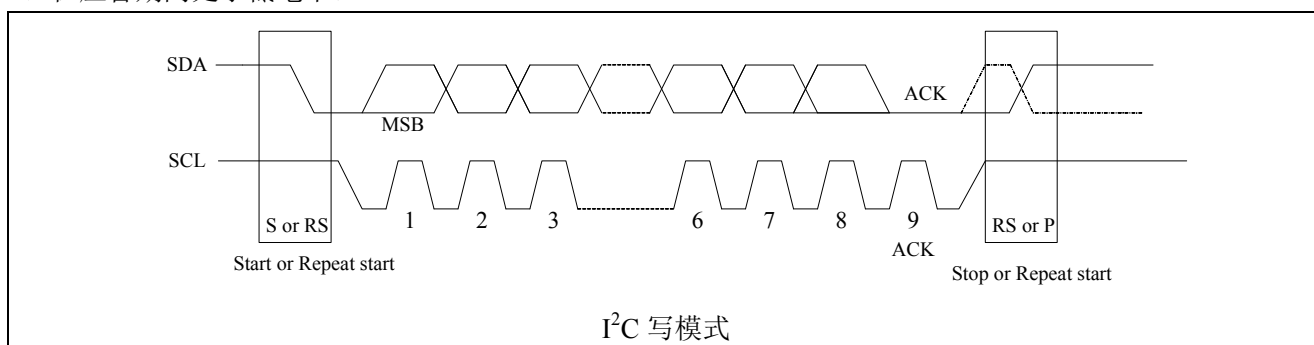 SDA
ACK
MSB
SCL
1 2 3 6 7 8 9
S or RS
RS or P
ACK
Start or Repeat start
Stop or Repeat start
I²C 写模式